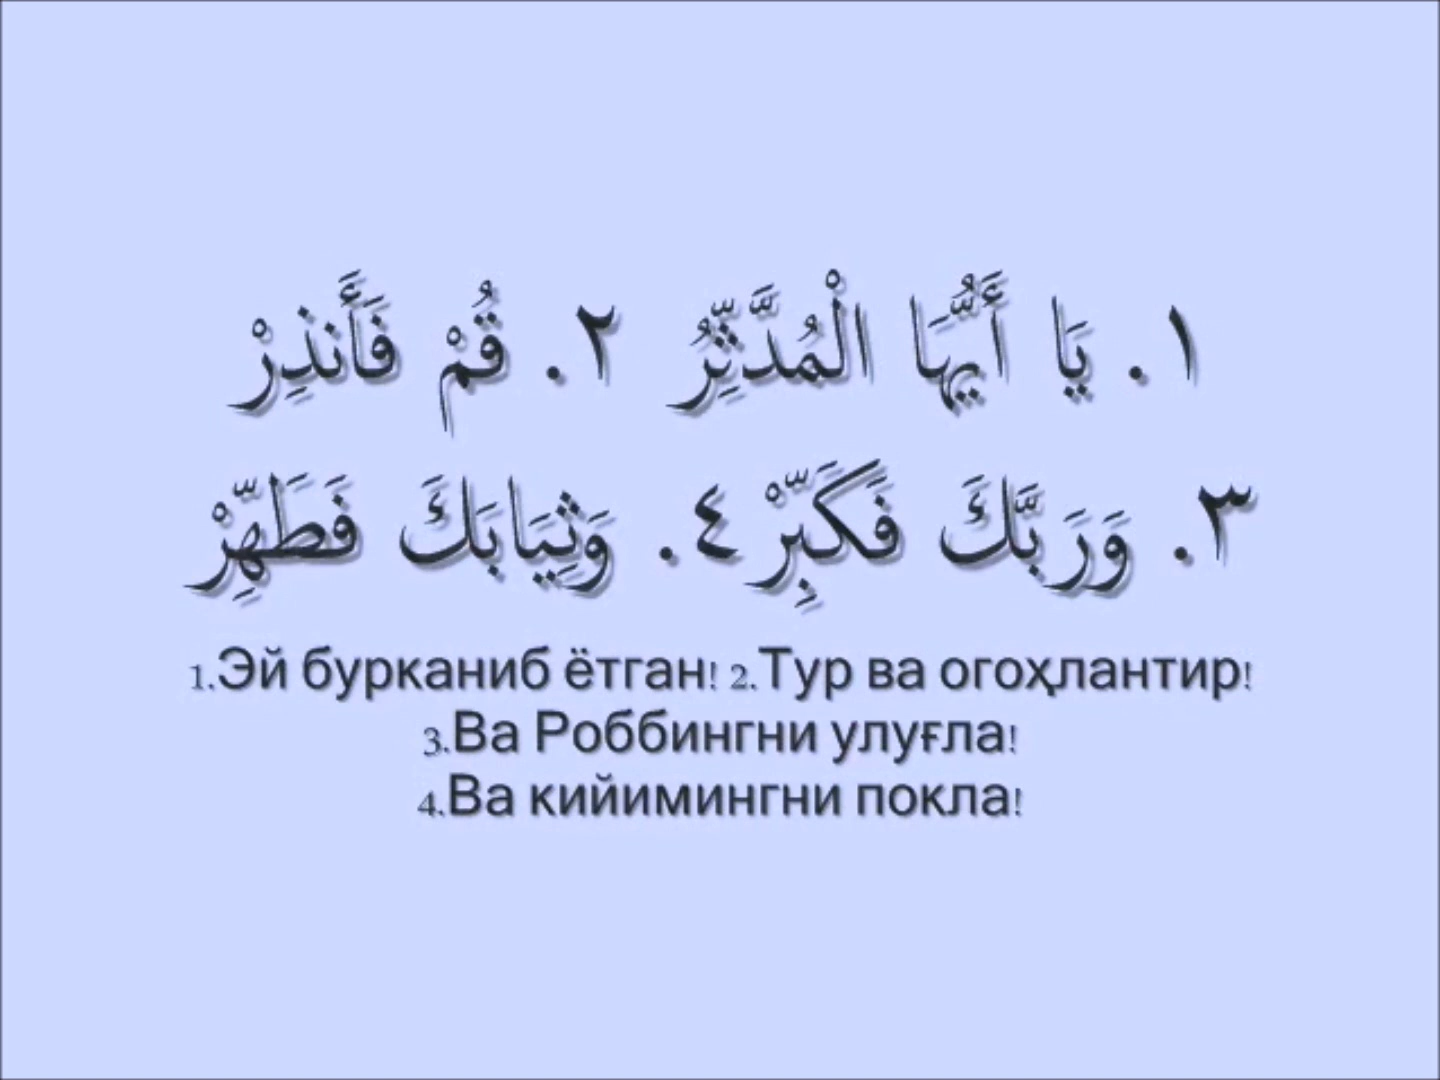 ١. يَا أَيُّهَا الْمُدَّثِّرُ ٢. قُمْ فَأَنذِرْ
٣. وَرَبَّكَ فَكَبِّرْ ٤. وَثِيَابَكَ فَطَهِّرْ
1.Эй бурканиб ётган! 2.Тур ва огоҳлантир!
3.Ва Роббингни улуғла!
4.Ва кийимингни покла!